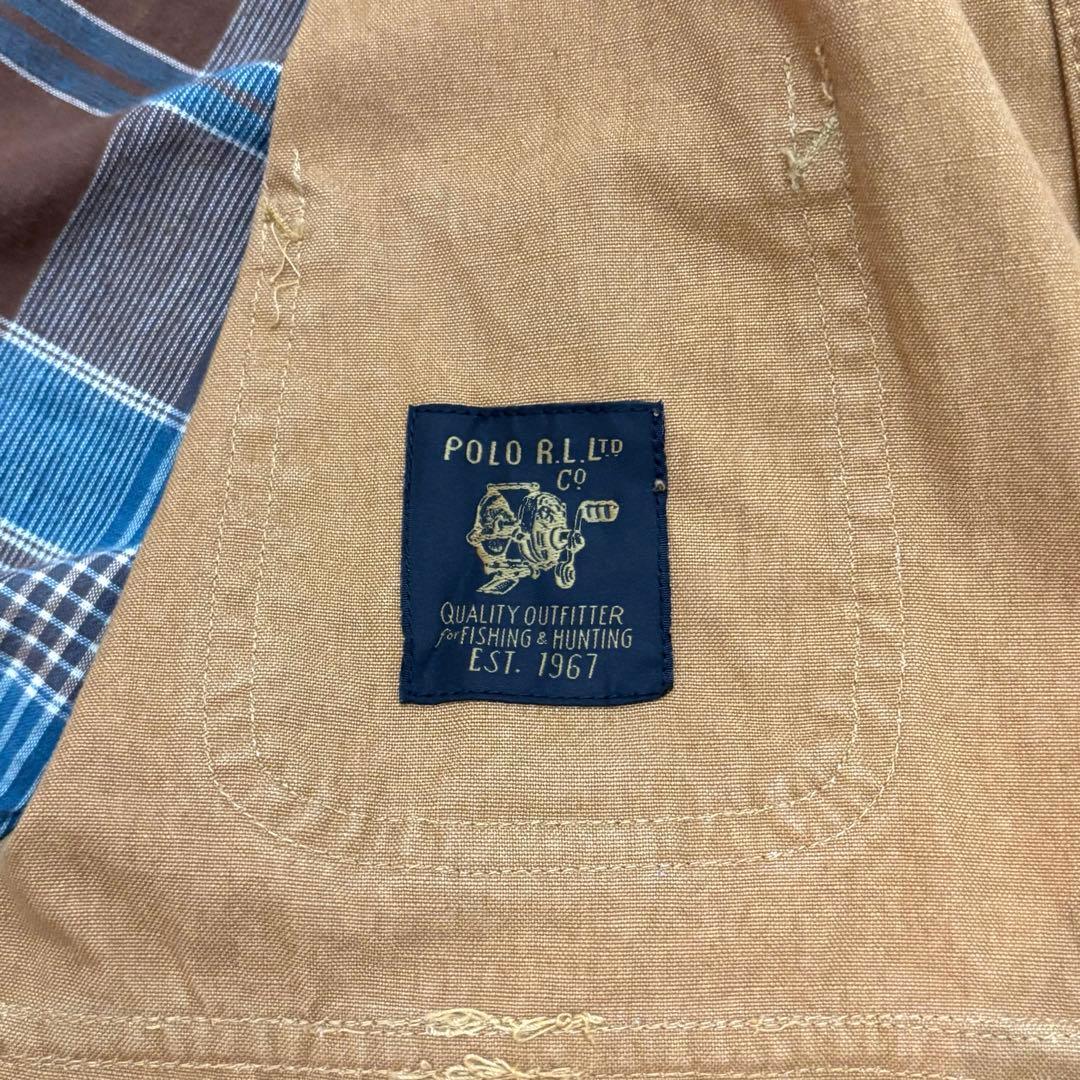 POLO R.L. LTD
CO
QUALITY OUTFITTER
for FISHING & HUNTING
EST. 1967